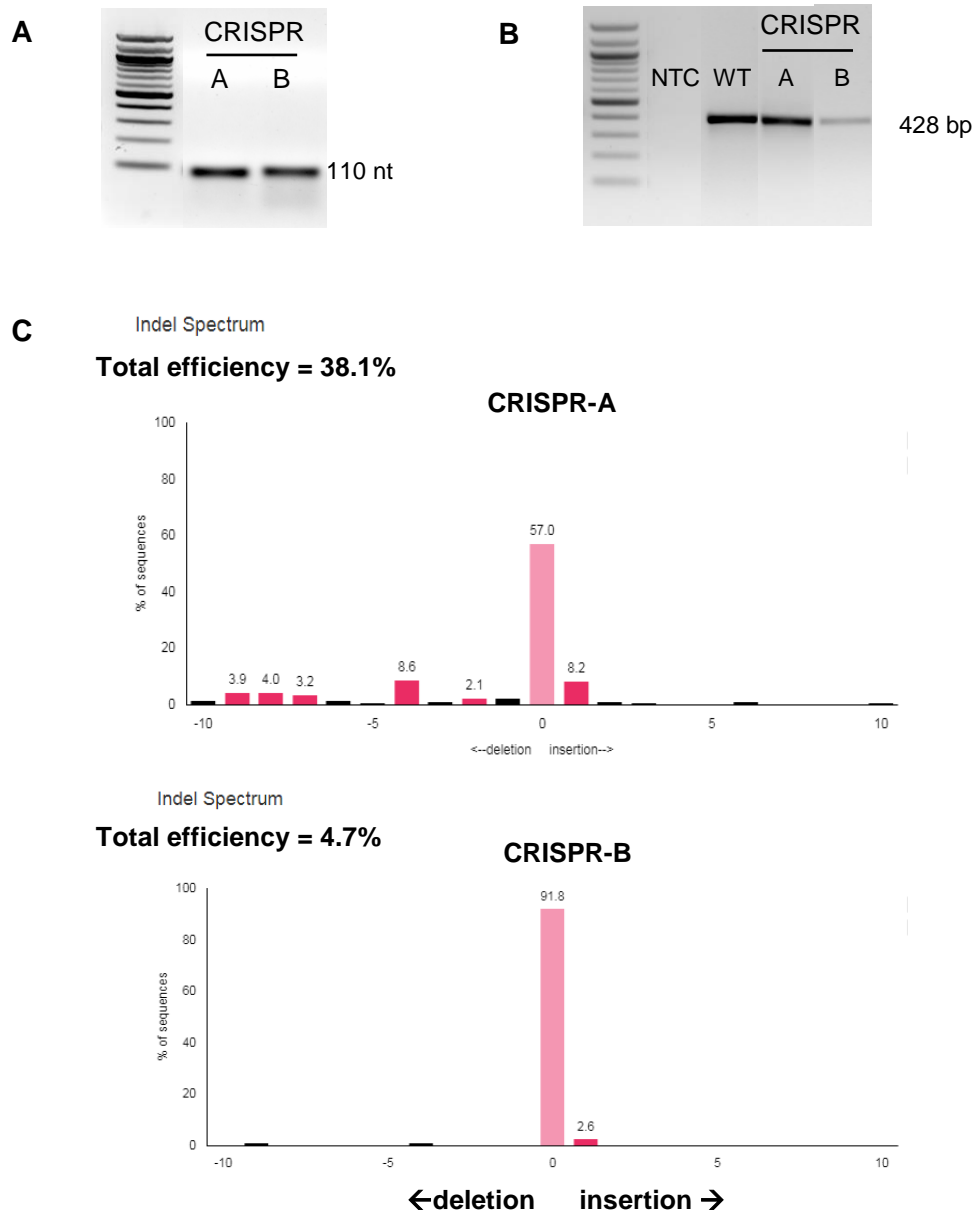 A
CRISPR
A B
110 nt
B
CRISPR
NTC WT A B
428 bp
C
Indel Spectrum
Total efficiency = 38.1%
CRISPR-A
% of sequences
100
80
60
40
20
0
3.9 4.0 3.2 8.6 2.1 57.0 8.2
-10 -5 0 5 10
<--deletion insertion-->
Indel Spectrum
Total efficiency = 4.7%
CRISPR-B
% of sequences
100
80
60
40
20
0
91.8 2.6
-10 -5 0 5 10
←deletion insertion →